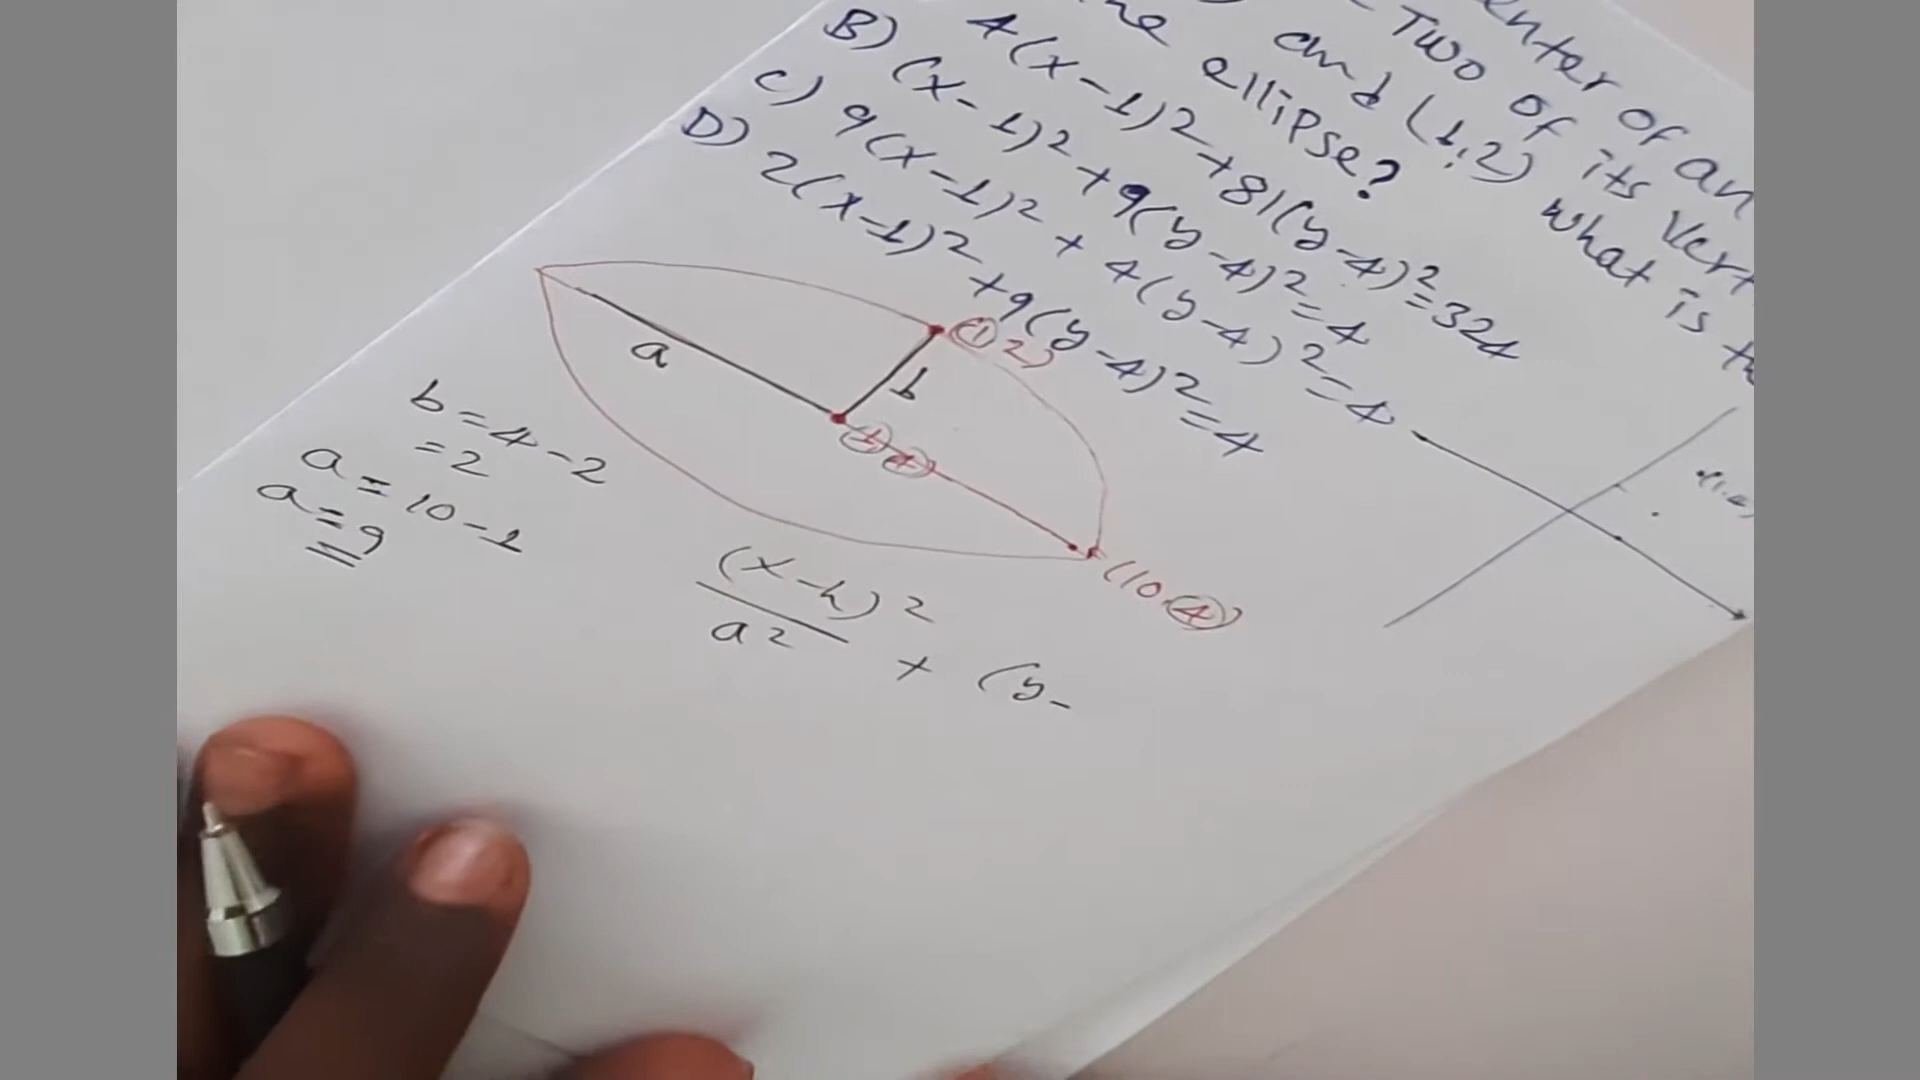 enter of an
Two of its Vert
and (1,2) what is th
ne ellipse?
4(x-1)²+81(y-4)²=324
B) (x-1)²+9(y-4)²=4
C) 9(x-1)²+4(y-4)²=4
D) 2(x-1)²+9(y-4)²=4
(1 2)
a
b
(1 4)
(10,4)
b=4-2
=2
a=10-1
a=9
(x-h)²
a²
+ (y-